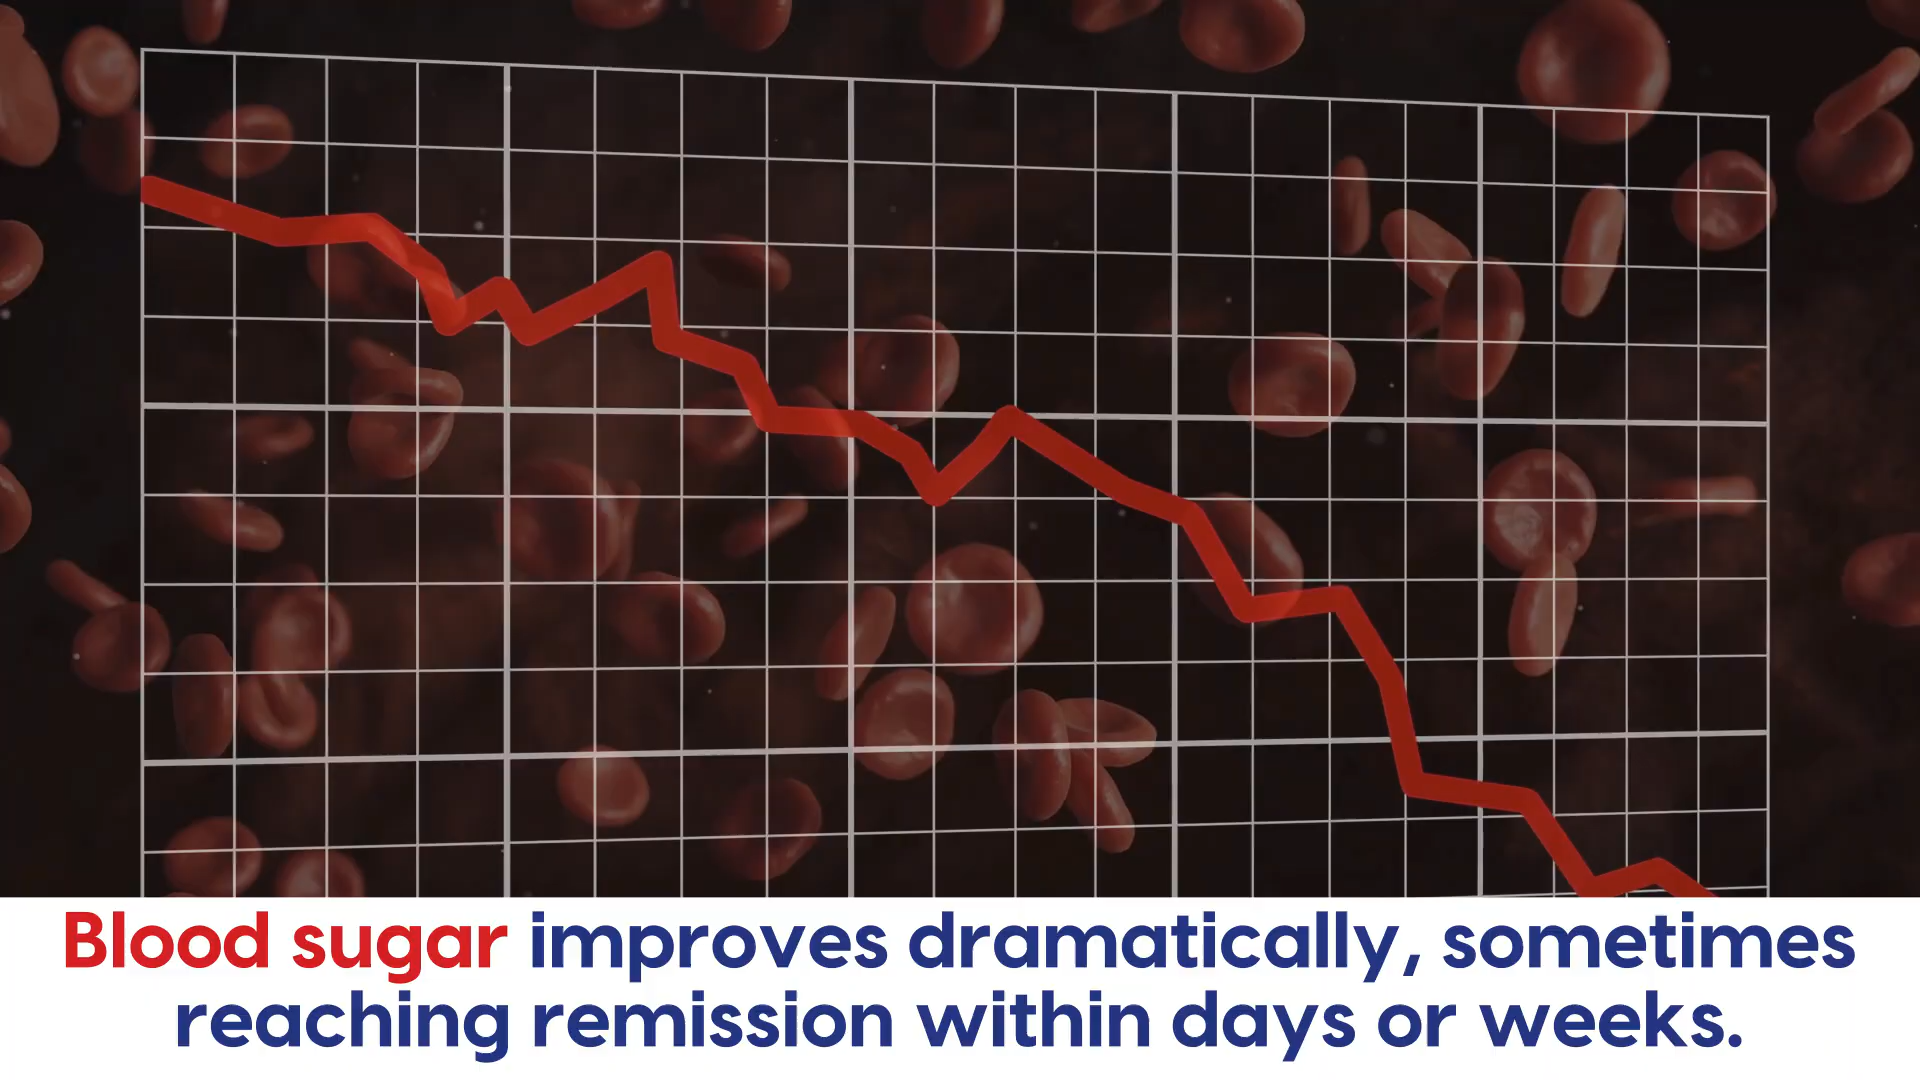 Blood sugar improves dramatically, sometimes
reaching remission within days or weeks.